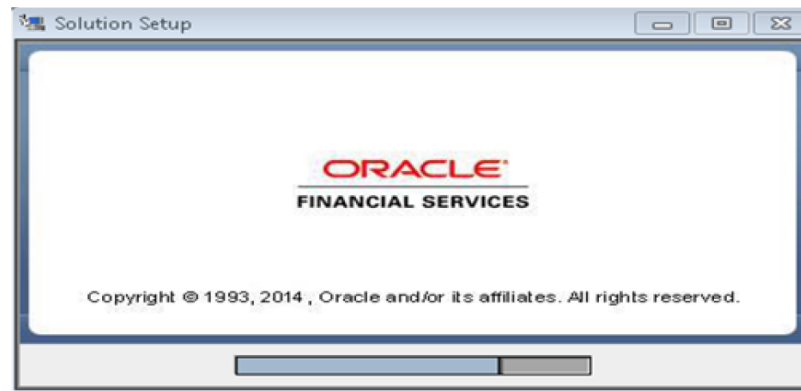 Solution Setup
ORACLE®
FINANCIAL SERVICES
Copyright © 1993, 2014 , Oracle and/or its affiliates. All rights reserved.